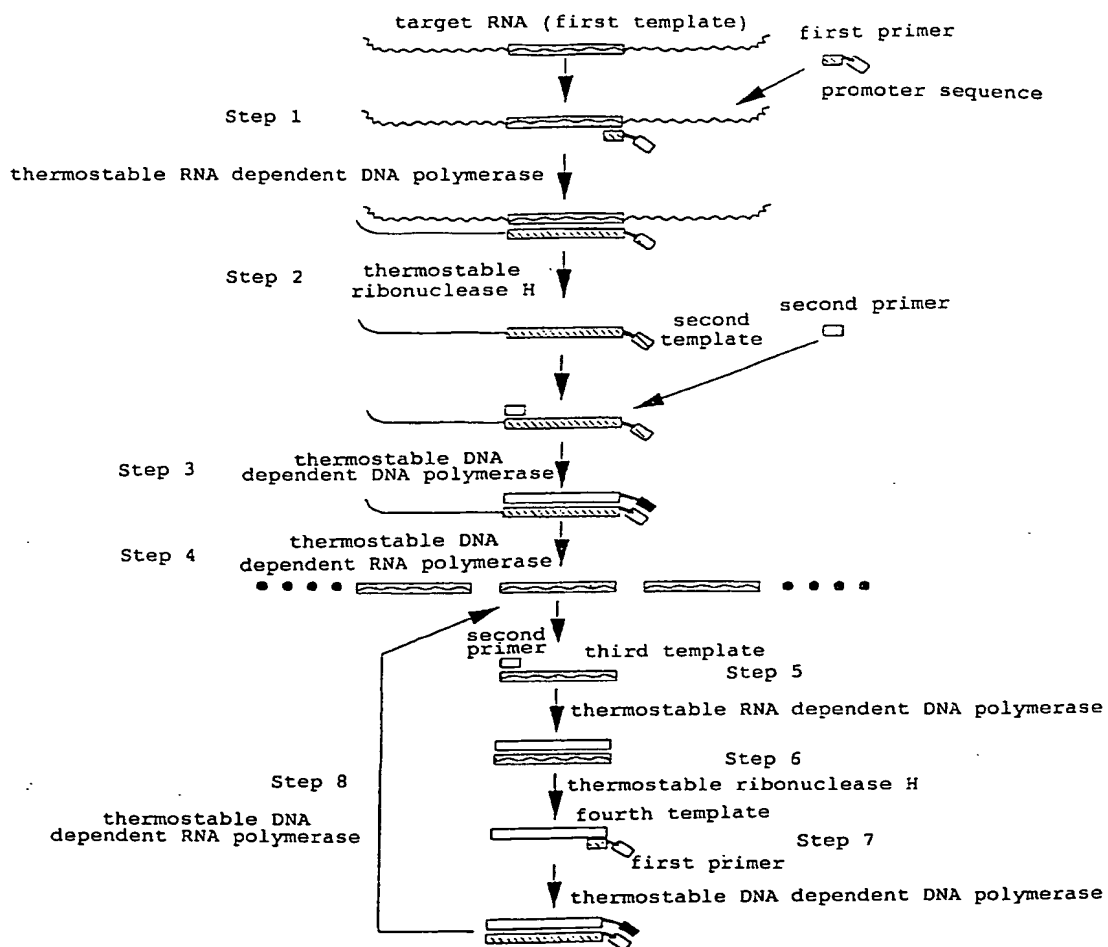 target RNA (first template)
first primer
promoter sequence
Step 1
thermostable RNA dependent DNA polymerase
Step 2
thermostable
ribonuclease H
second
template
second primer
Step 3
thermostable DNA
dependent DNA polymerase
Step 4
thermostable DNA
dependent RNA polymerase
second
primer
third template
Step 5
thermostable RNA dependent DNA polymerase
Step 6
Step 8
thermostable ribonuclease H
thermostable DNA
dependent RNA polymerase
fourth template
Step 7
first primer
thermostable DNA dependent DNA polymerase